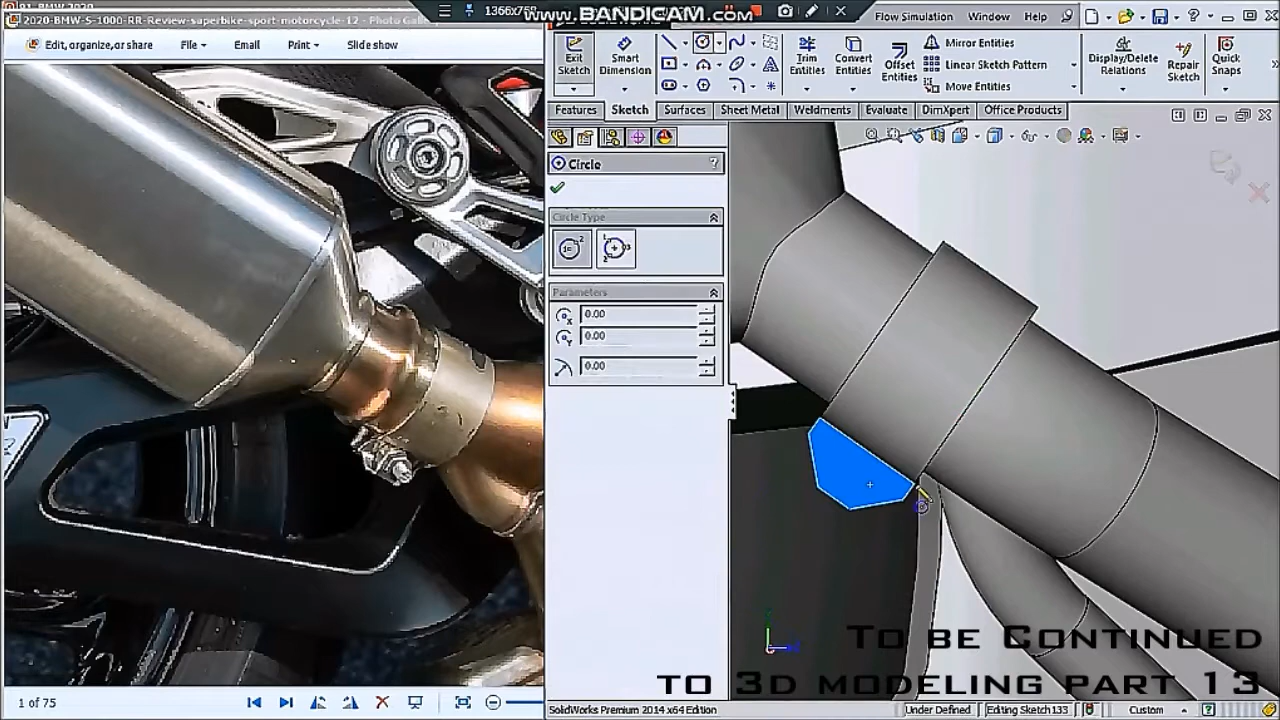 01_BMW 2020
2020-BMW-S-1000-RR-Review-superbike-sport-motorcycle-12 - Photo Ga
1366x768
www.BANDICAM.com
Flow Simulation Window Help
Edit, organize, or share File Email Print Slide show
Exit Sketch
Smart Dimension
Trim Entities
Convert Entities
Offset Entities
Mirror Entities
Linear Sketch Pattern
Move Entities
Display/Delete Relations
Repair Sketch
Quick Snaps
Features Sketch Surfaces Sheet Metal Weldments Evaluate DimXpert Office Products
Circle ?
Circle Type
Parameters
0.00
0.00
0.00
To be Continued
to 3d modeling part 13
1 of 75
SolidWorks Premium 2014 x64 Edition Under Defined Editing Sketch133 Custom